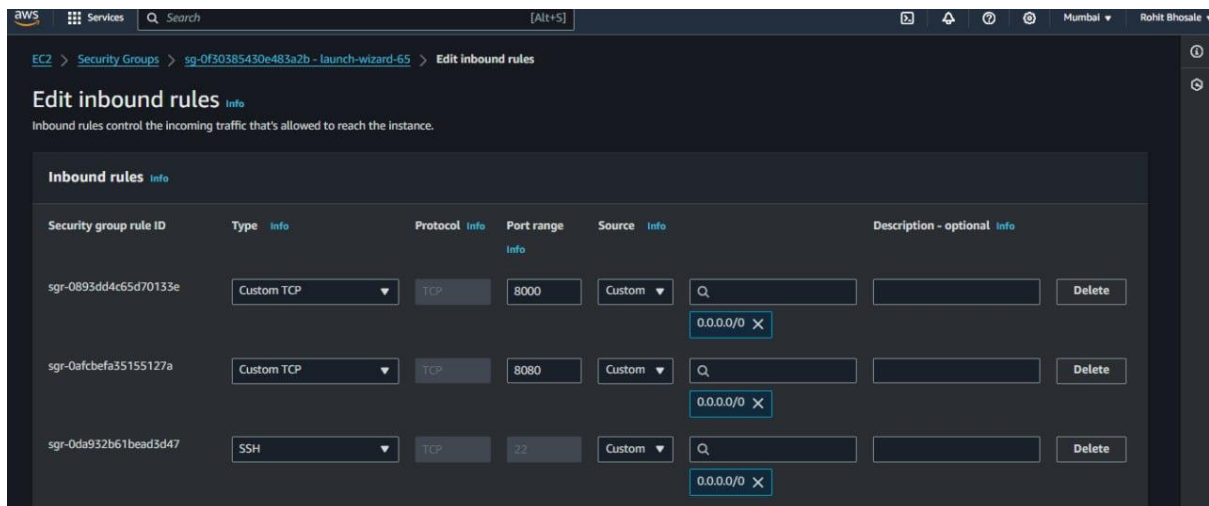 aws Services Search [Alt+S] Mumbai Rohit Bhosale
EC2 > Security Groups > sg-0f30385430e483a2b - launch-wizard-65 > Edit inbound rules
Edit inbound rules Info
Inbound rules control the incoming traffic that's allowed to reach the instance.
Inbound rules Info
Security group rule ID Type Info Protocol Info Port range Source Info Description - optional Info
Info
sgr-0893dd4c65d70133e Custom TCP TCP 8000 Custom Delete
0.0.0.0/0
sgr-0afcbefa35155127a Custom TCP TCP 8080 Custom Delete
0.0.0.0/0
sgr-0da932b61bead3d47 SSH TCP 22 Custom Delete
0.0.0.0/0